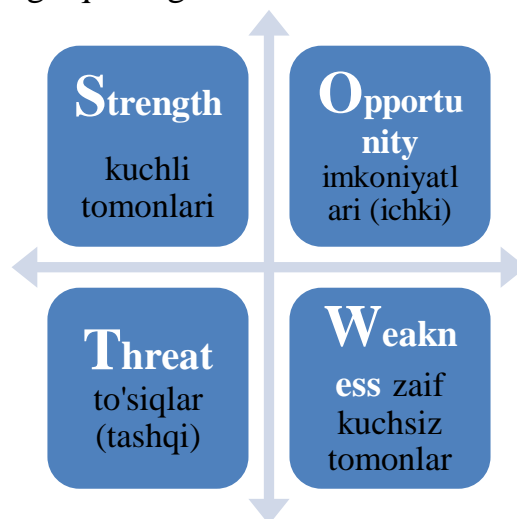 Strength
kuchli
tomonlari
Opportu
nity
imkoniyatl
ari (ichki)
Threat
to'siqlar
(tashqi)
Weakn
ess zaif
kuchsiz
tomonlar